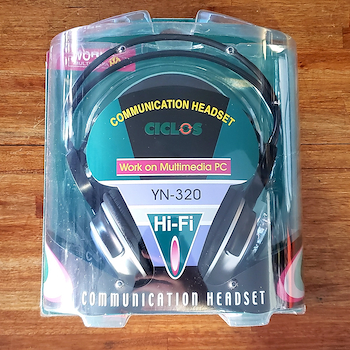 COMMUNICATION HEADSET
CICLOS
Work on Multimedia PC
YN-320
Hi-Fi
COMMUNICATION HEADSET